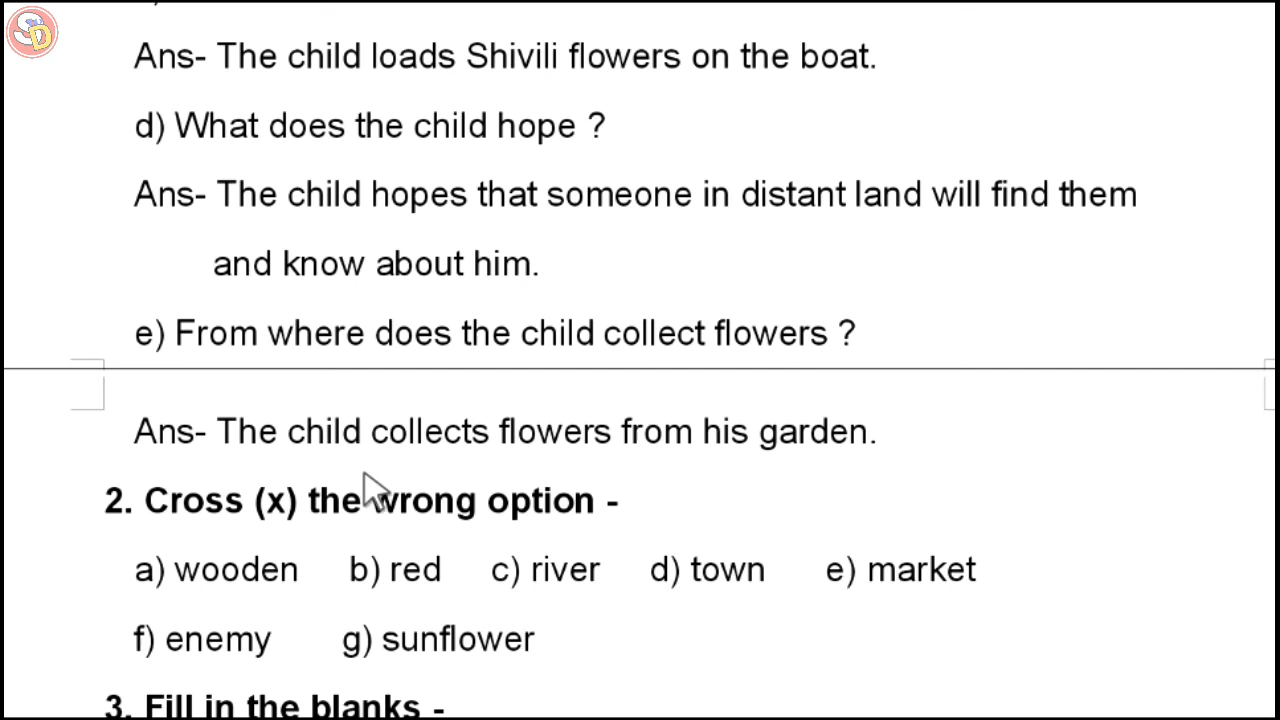 Ans- The child loads Shivili flowers on the boat.
d) What does the child hope ?
Ans- The child hopes that someone in distant land will find them
and know about him.
e) From where does the child collect flowers ?
Ans- The child collects flowers from his garden.
2. Cross (x) the wrong option -
a) wooden b) red c) river d) town e) market
f) enemy g) sunflower
3. Fill in the blanks -